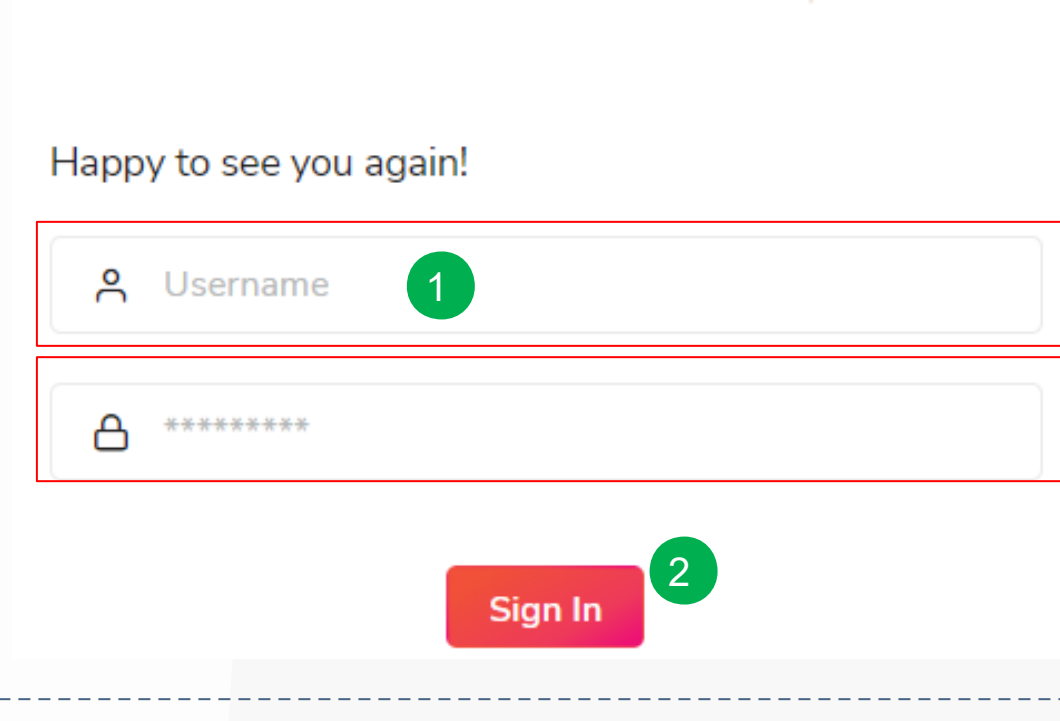 Happy to see you again!
Username
1
*********
2
Sign In